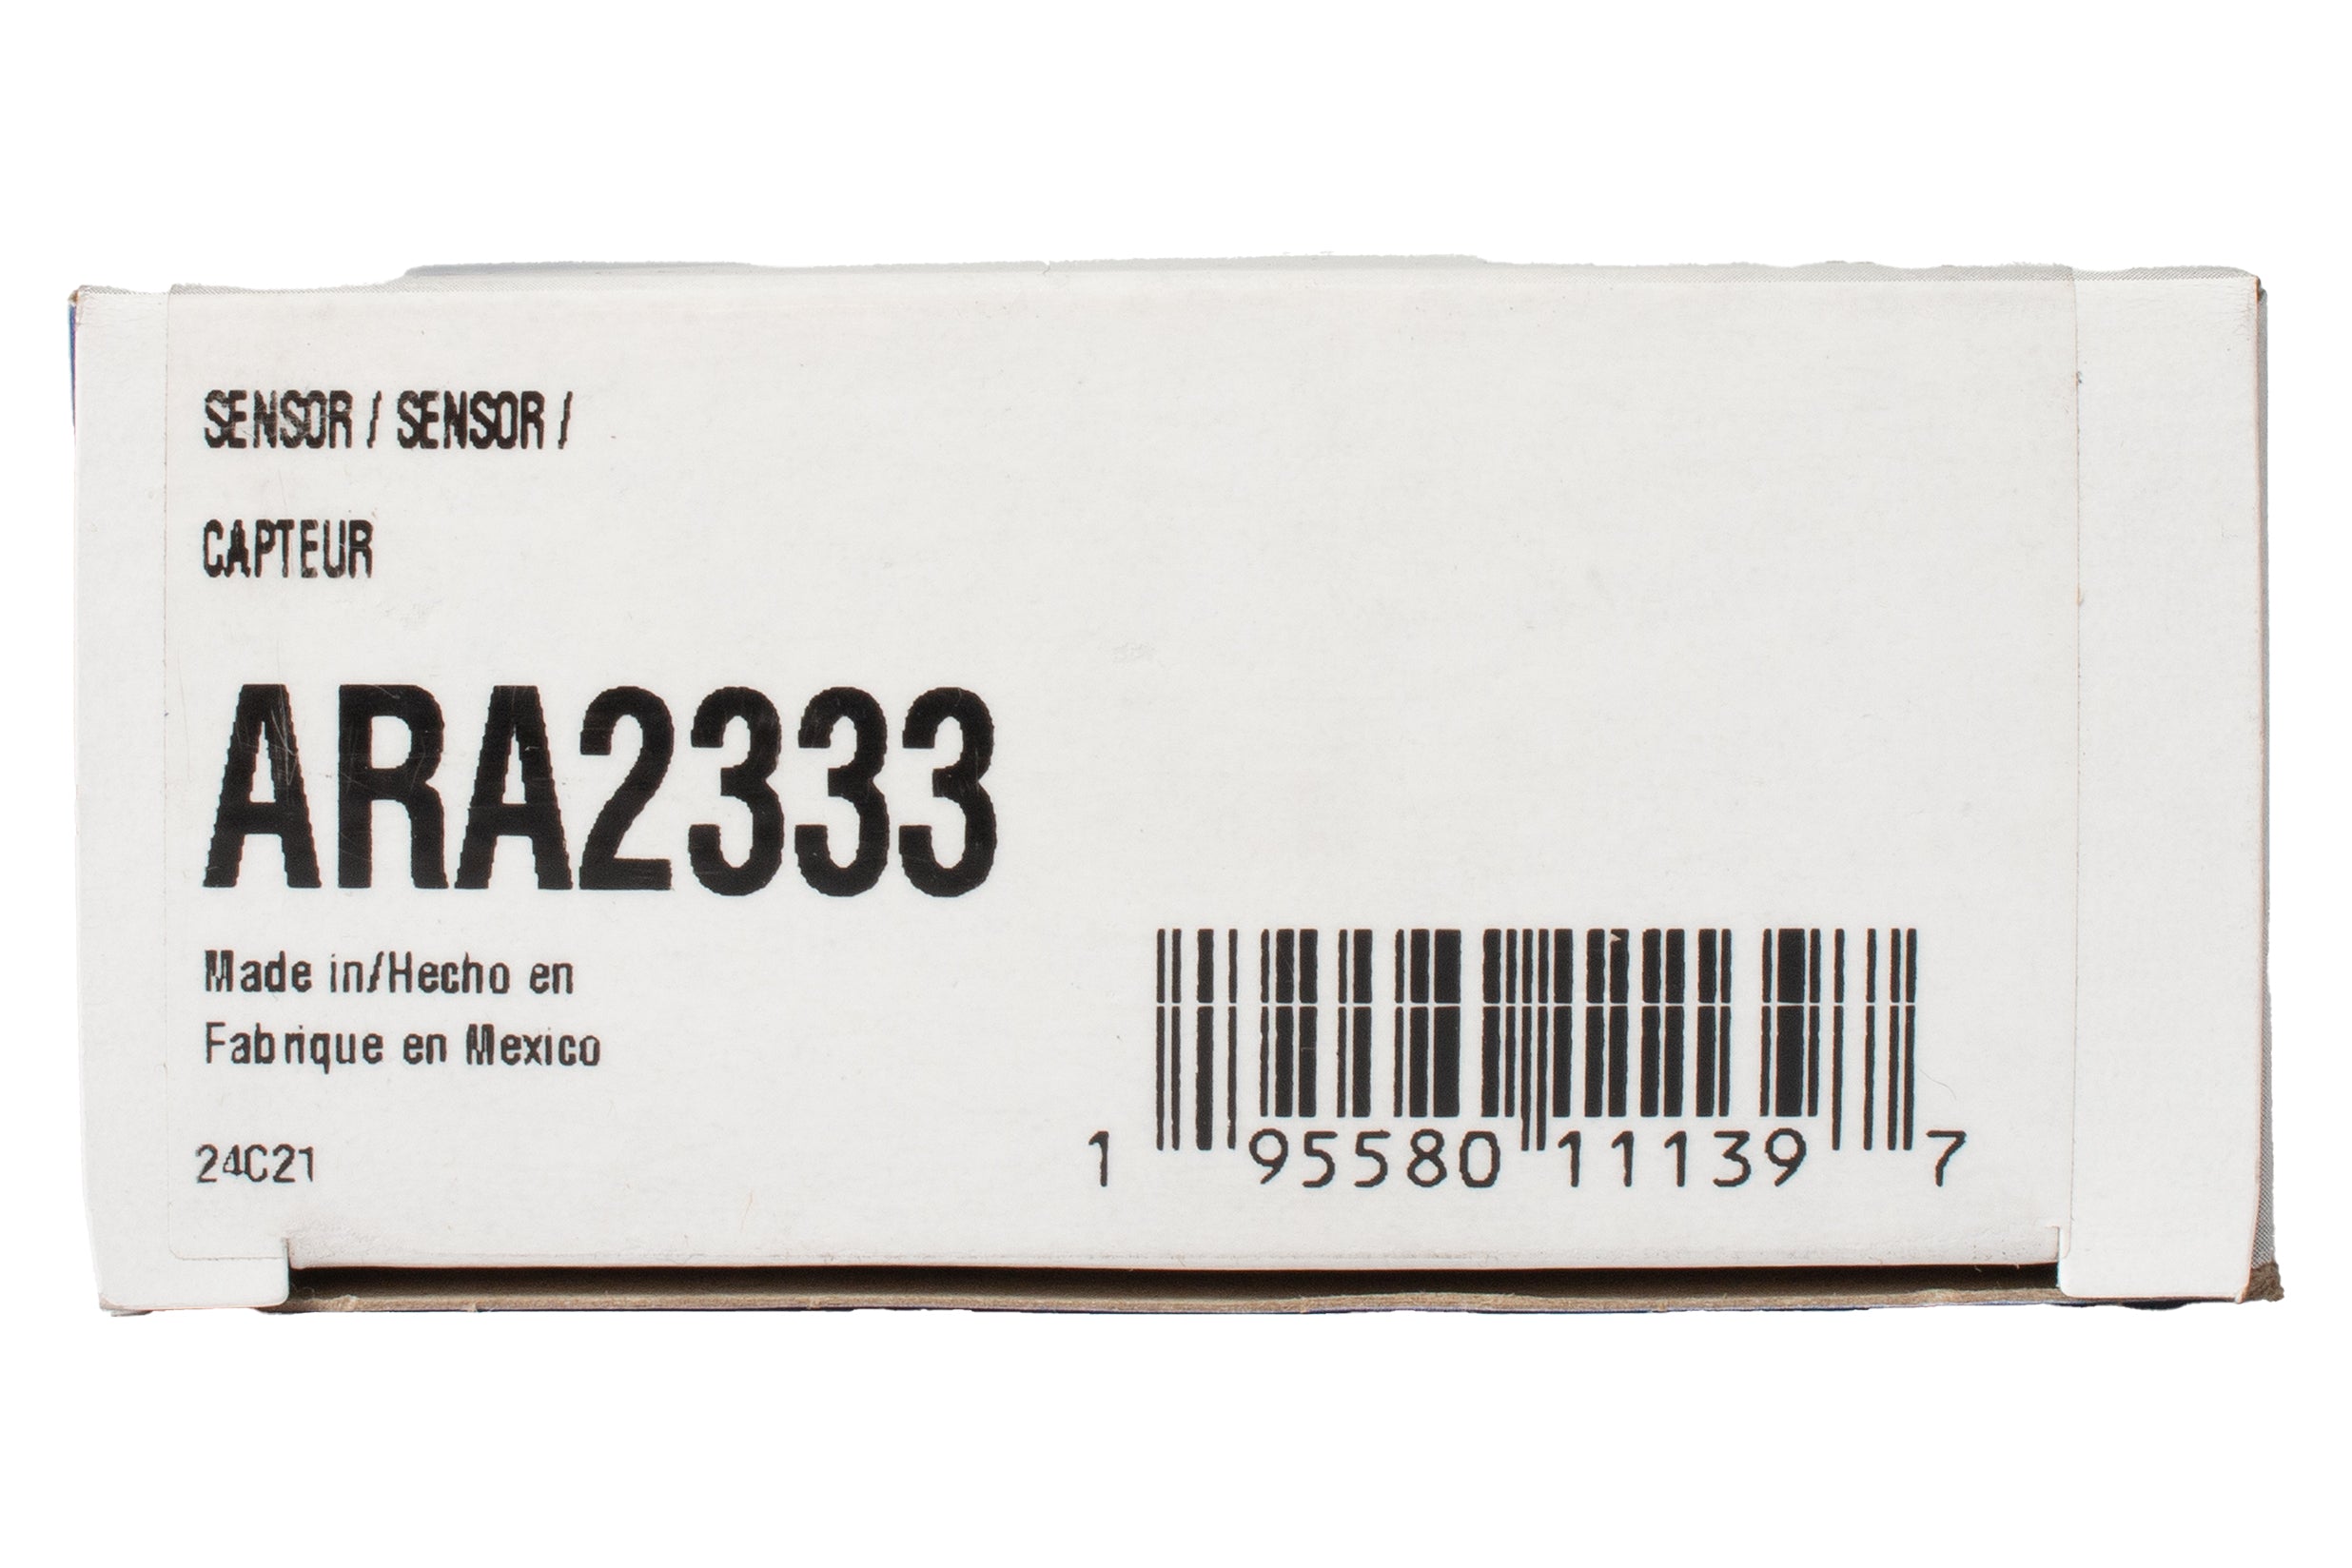 SENSOR / SENSOR /
CAPTEUR
ARA2333
Made in/Hecho en
Fabrique en Mexico
24C21
1 95580 11139 7